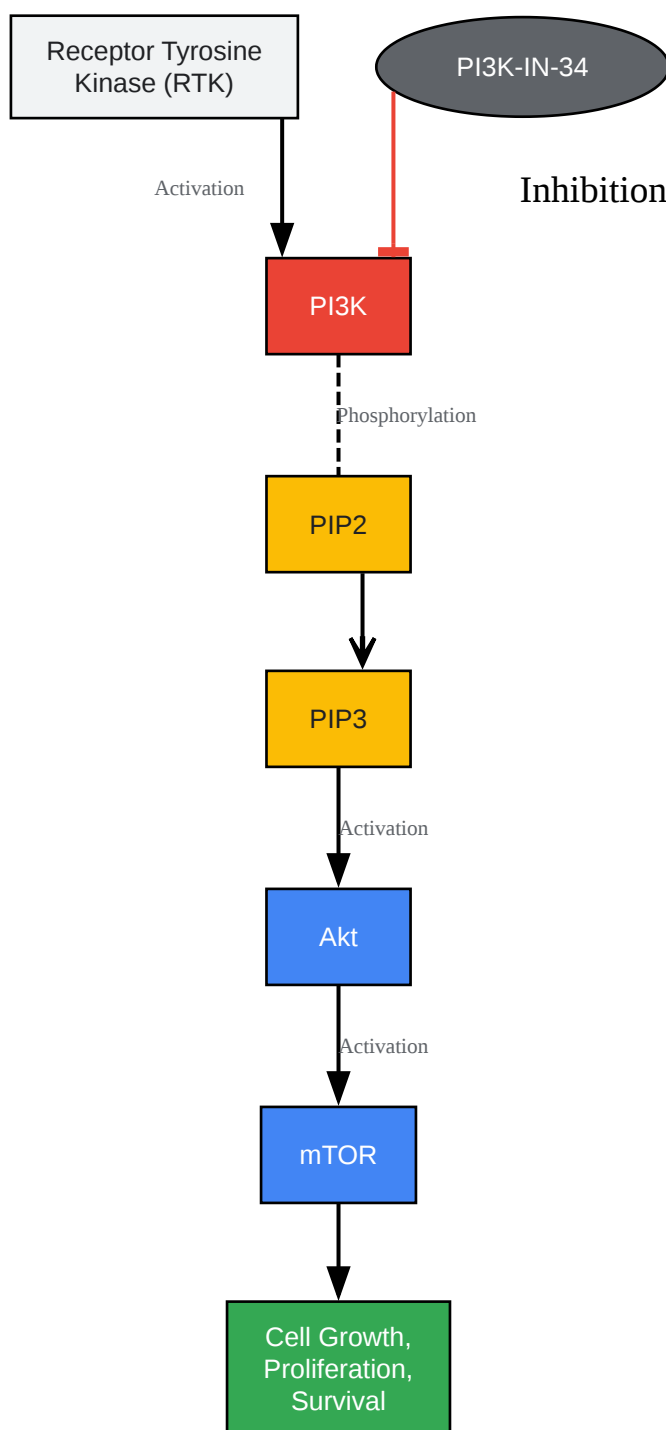 Receptor Tyrosine
Kinase (RTK)
PI3K-IN-34
Activation
Inhibition
PI3K
Phosphorylation
PIP2
PIP3
Activation
Akt
Activation
mTOR
Cell Growth,
Proliferation,
Survival